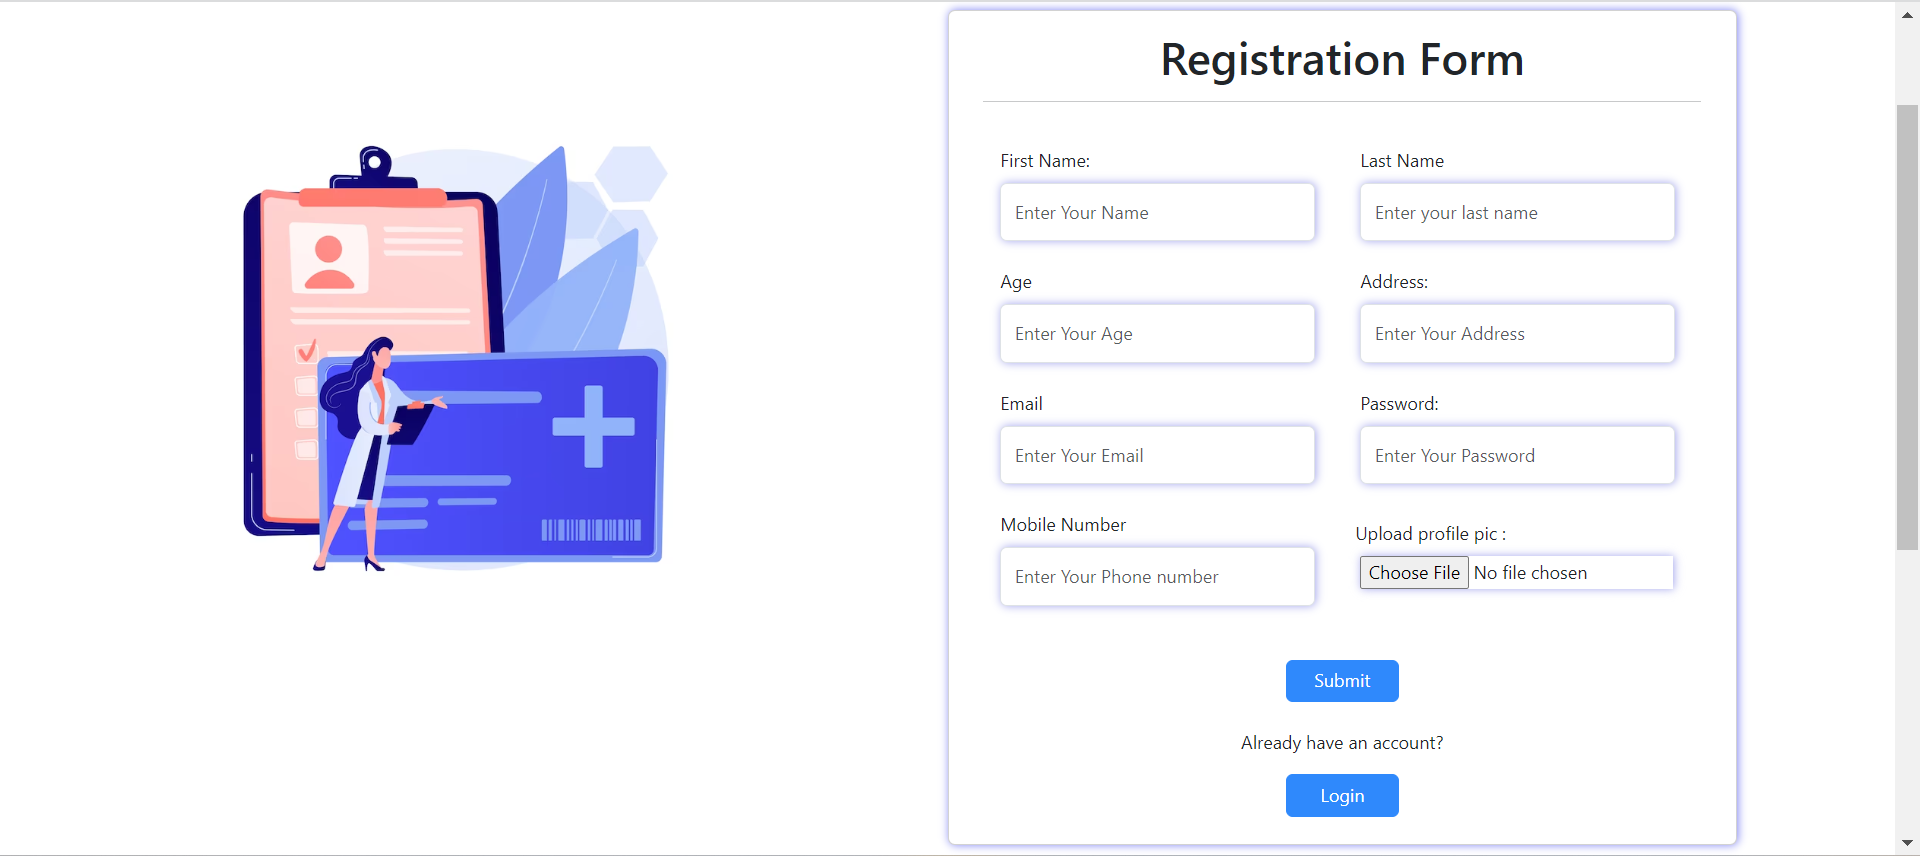 Registration Form
First Name:
Last Name
Enter Your Name
Enter your last name
Age
Address:
Enter Your Age
Enter Your Address
Email
Password:
Enter Your Email
Enter Your Password
Mobile Number
Upload profile pic :
Enter Your Phone number
Choose File No file chosen
Submit
Already have an account?
Login